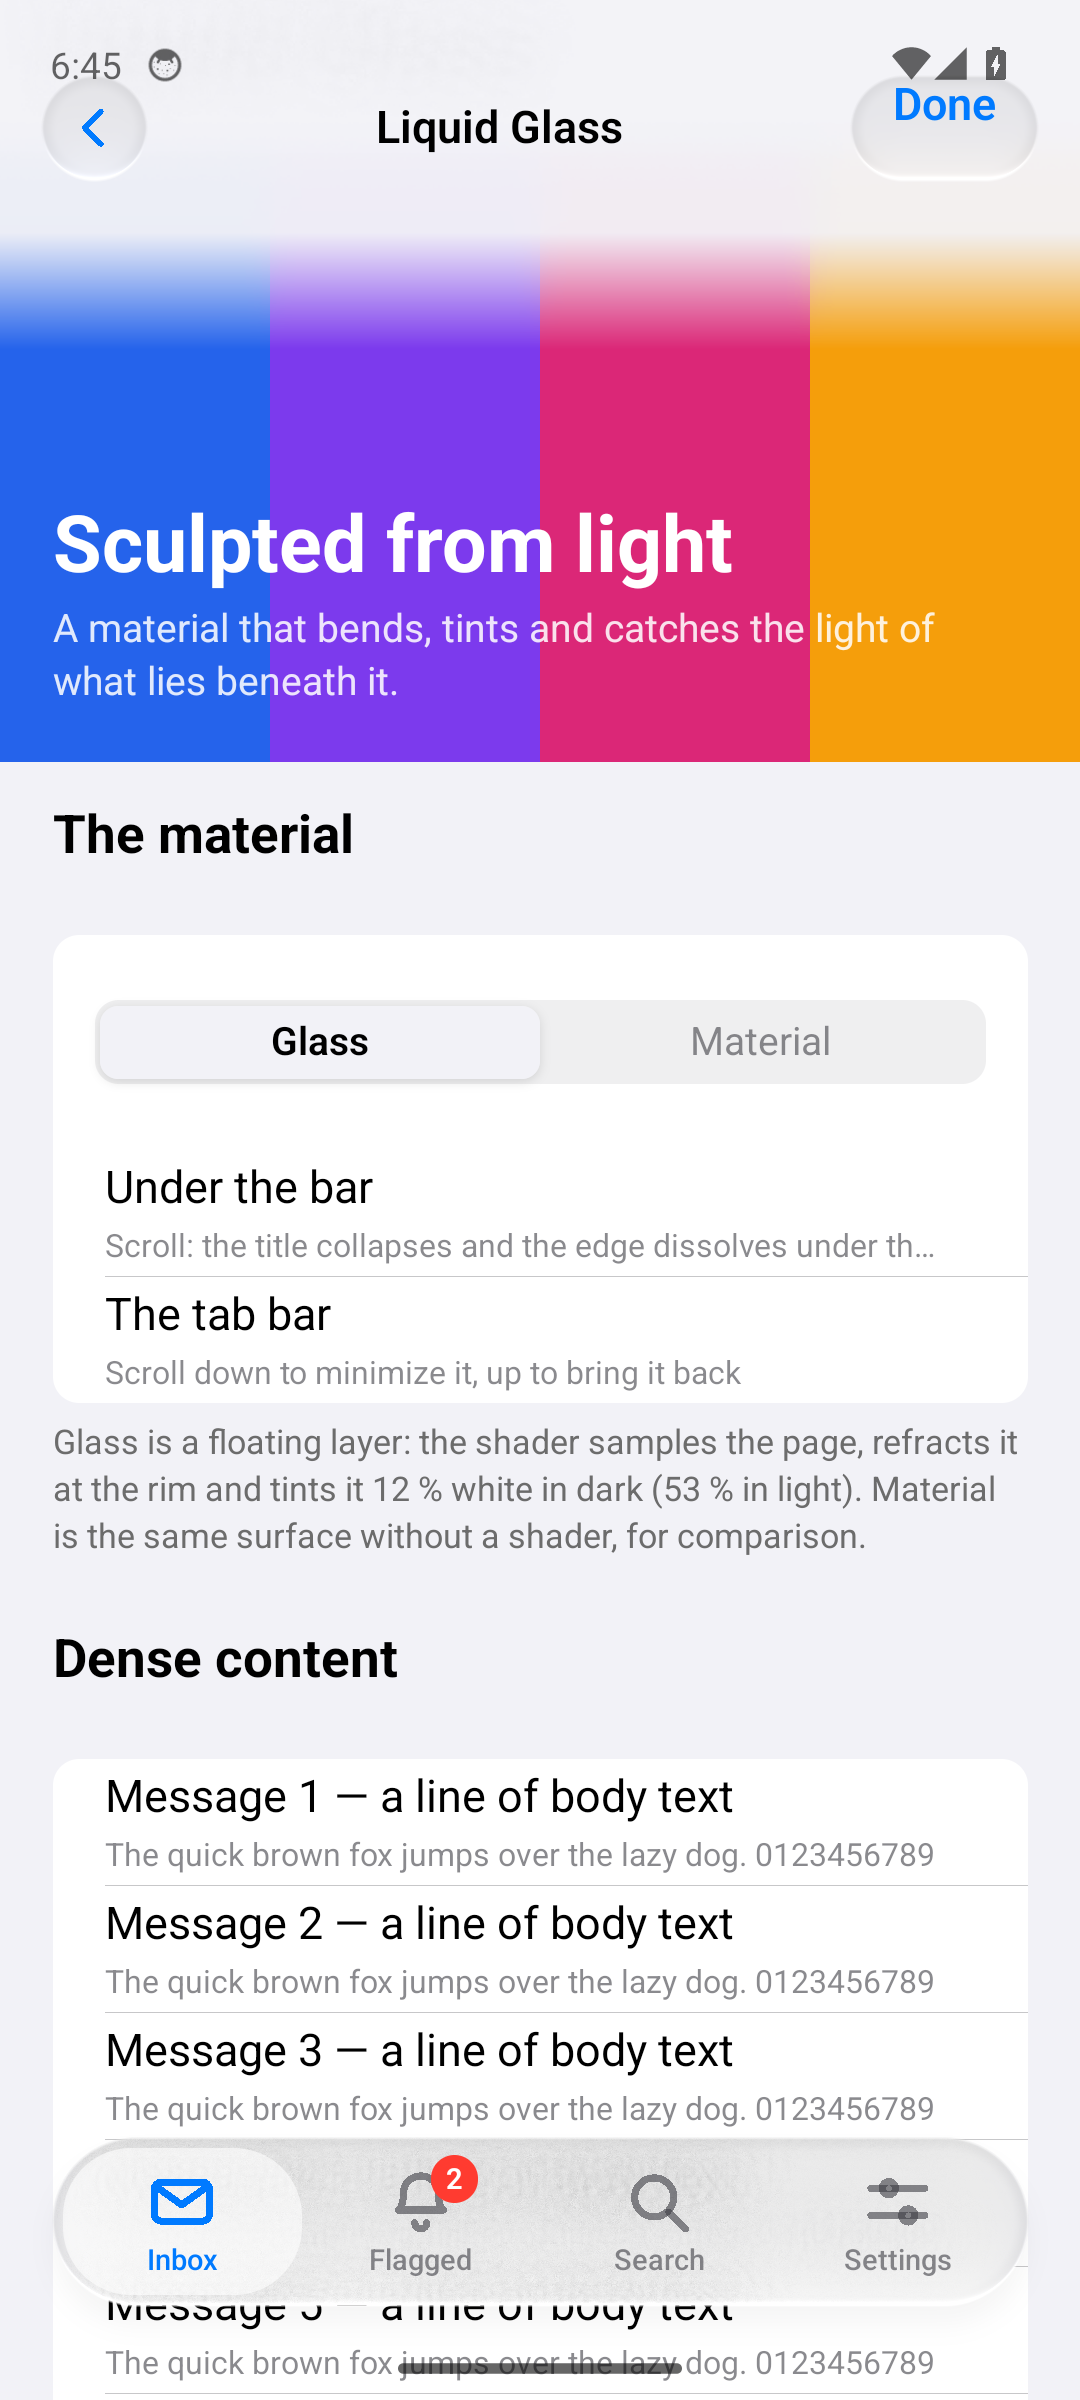 6:45
Liquid Glass
Done
Sculpted from light
A material that bends, tints and catches the light of
what lies beneath it.
The material
Glass
Material
Under the bar
Scroll: the title collapses and the edge dissolves under th…
The tab bar
Scroll down to minimize it, up to bring it back
Glass is a floating layer: the shader samples the page, refracts it
at the rim and tints it 12 % white in dark (53 % in light). Material
is the same surface without a shader, for comparison.
Dense content
Message 1 — a line of body text
The quick brown fox jumps over the lazy dog. 0123456789
Message 2 — a line of body text
The quick brown fox jumps over the lazy dog. 0123456789
Message 3 — a line of body text
The quick brown fox jumps over the lazy dog. 0123456789
2
Inbox
Flagged
Search
Settings
Message 5 — a line of body text
The quick brown fox jumps over the lazy dog. 0123456789